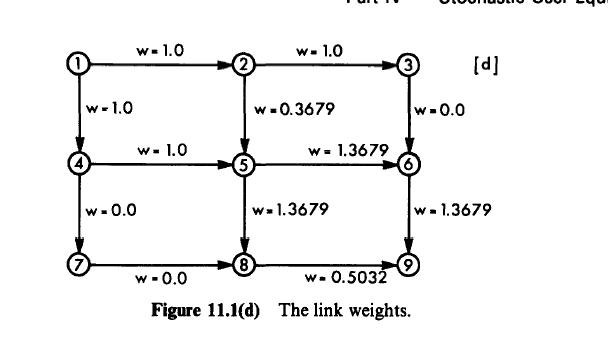 Part IV Stochastic User Equ
w = 1.0 w = 1.0
1 2 3 [d]
w = 1.0 w = 0.3679 w = 0.0
w = 1.0 w = 1.3679
4 5 6
w = 0.0 w = 1.3679 w = 1.3679
7 8 9
w = 0.0 w = 0.5032
Figure 11.1(d) The link weights.